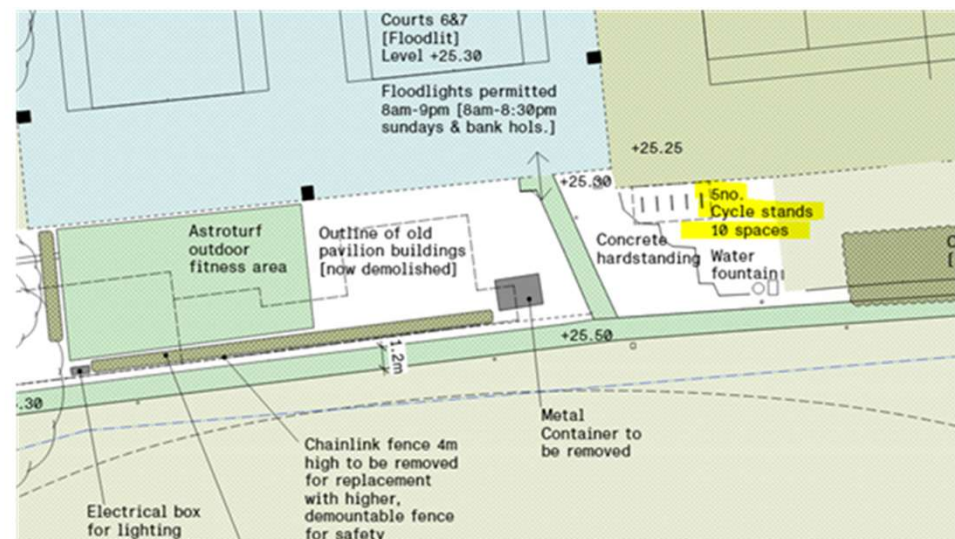 Courts 6&7
[Floodlit]
Level +25.30
Floodlights permitted
8am-9pm [8am-8:30pm
sundays & bank hols.]
+25.25
+25.30
5no.
Cycle stands
10 spaces
Astroturf
outdoor
fitness area
Outline of old
pavilion buildings
[now demolished]
Concrete
hardstanding
Water
fountain
+25.50
1.2m
.30
Metal
Container to
be removed
Chainlink fence 4m
high to be removed
for replacement
with higher,
demountable fence
for safety
Electrical box
for lighting